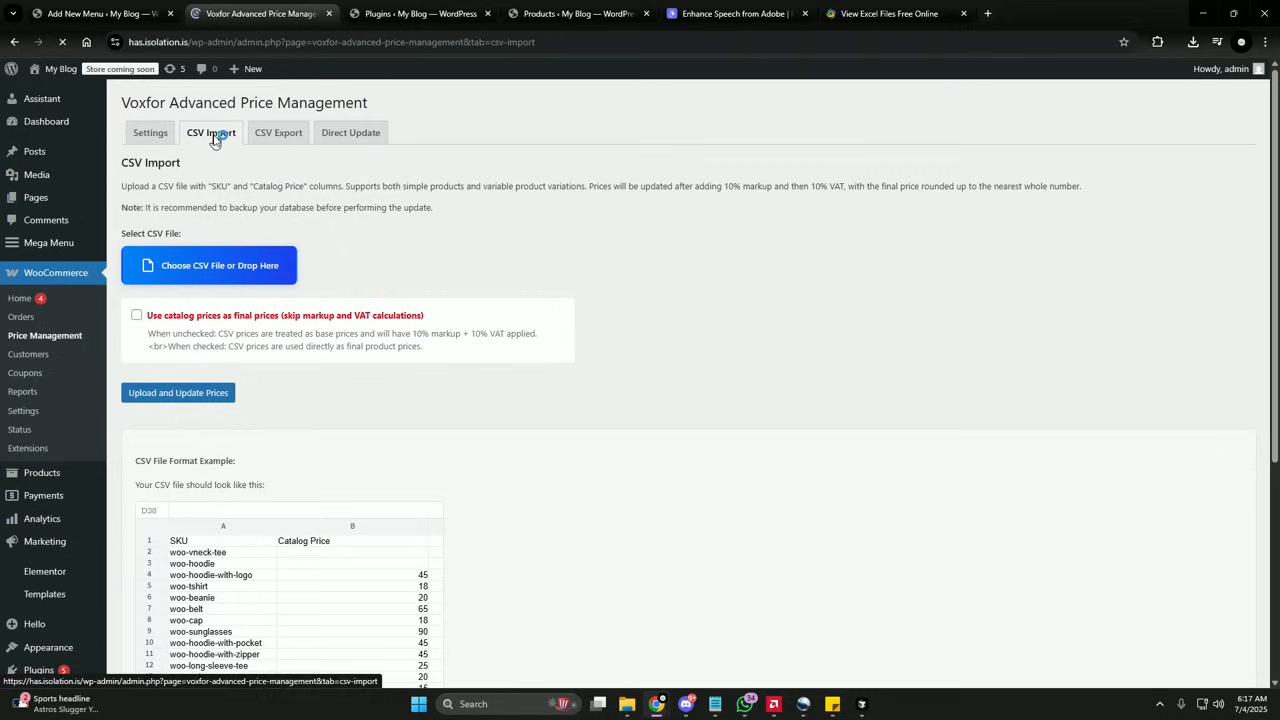 Add New Menu ‹ My Blog —
Voxfor Advanced Price Manage
Plugins ‹ My Blog — WordPress
Products ‹ My Blog — WordPre
Enhance Speech from Adobe |
View Excel Files Free Online
has.isolation.is/wp-admin/admin.php?page=voxfor-advanced-price-management&tab=csv-import
My Blog
Store coming soon
5
0
New
Howdy, admin
Assistant
Dashboard
Posts
Media
Pages
Comments
Mega Menu
WooCommerce
Home 4
Orders
Price Management
Customers
Coupons
Reports
Settings
Status
Extensions
Products
Payments
Analytics
Marketing
Elementor
Templates
Hello
Appearance
Plugins 5
Voxfor Advanced Price Management
Settings
CSV Import
CSV Export
Direct Update
CSV Import
Upload a CSV file with "SKU" and "Catalog Price" columns. Supports both simple products and variable product variations. Prices will be updated after adding 10% markup and then 10% VAT, with the final price rounded up to the nearest whole number.
Note: It is recommended to backup your database before performing the update.
Select CSV File:
Choose CSV File or Drop Here
Use catalog prices as final prices (skip markup and VAT calculations)
When unchecked: CSV prices are treated as base prices and will have 10% markup + 10% VAT applied.
<br>When checked: CSV prices are used directly as final product prices.
Upload and Update Prices
CSV File Format Example:
Your CSV file should look like this:
D38
A B
1 SKU Catalog Price
2 woo-vneck-tee
3 woo-hoodie
4 woo-hoodie-with-logo 45
5 woo-tshirt 18
6 woo-beanie 20
7 woo-belt 65
8 woo-cap 18
9 woo-sunglasses 90
10 woo-hoodie-with-pocket 45
11 woo-hoodie-with-zipper 45
12 woo-long-sleeve-tee 25
20
15
https://has.isolation.is/wp-admin/admin.php?page=voxfor-advanced-price-management&tab=csv-import
Sports headline
Astros Slugger Y...
Search
6:17 AM
7/4/2025